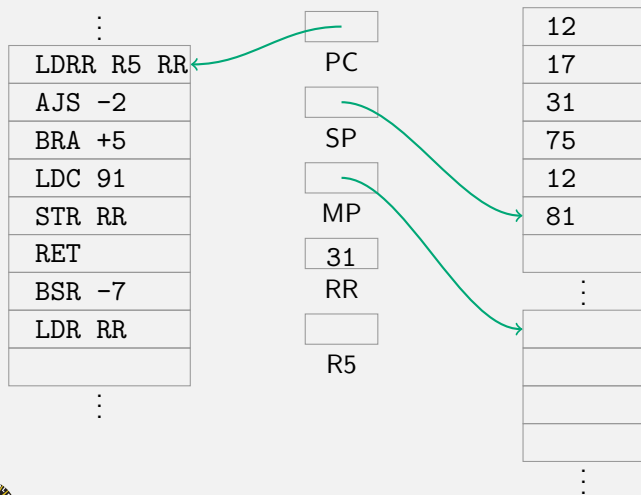 ⋮
LDRR R5 RR
AJS -2
BRA +5
LDC 91
STR RR
RET
BSR -7
LDR RR
⋮
PC
SP
MP
31
RR
R5
12
17
31
75
12
81
⋮
⋮